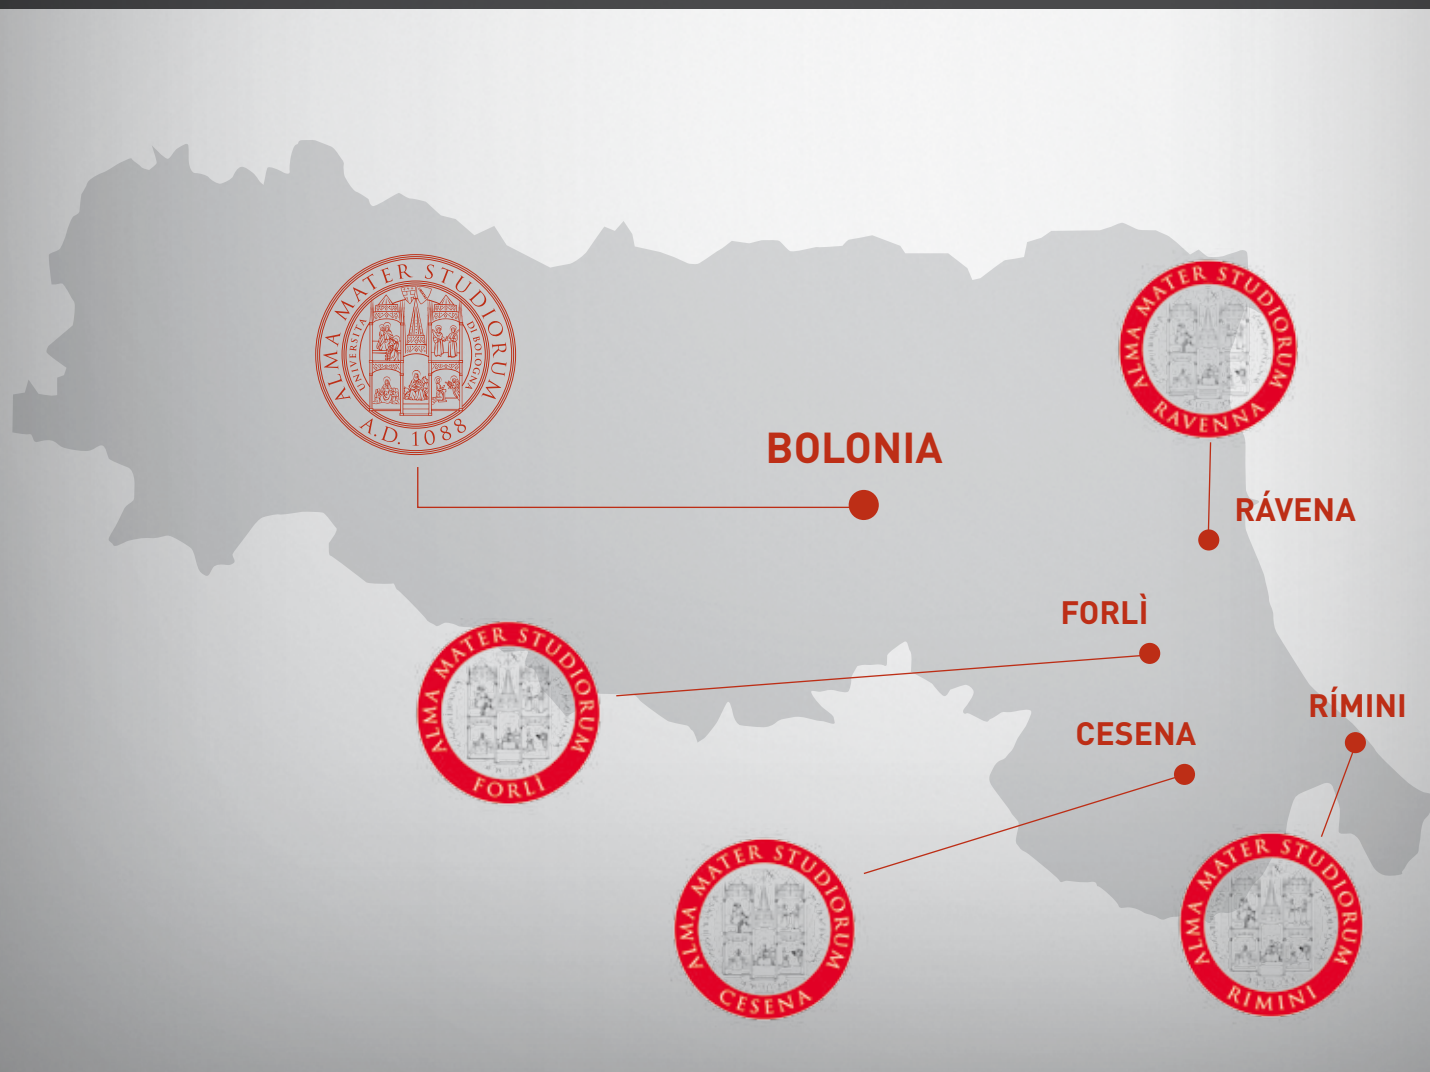 ALMA MATER STUDIORUM
UNIVERSITA
DI BOLOGNA
A.D. 1088
ALMA MATER STUDIORUM
RAVENNA
BOLONIA
RÁVENA
FORLÌ
ALMA MATER STUDIORUM
FORLÌ
RÍMINI
CESENA
ALMA MATER STUDIORUM
CESENA
ALMA MATER STUDIORUM
RIMINI